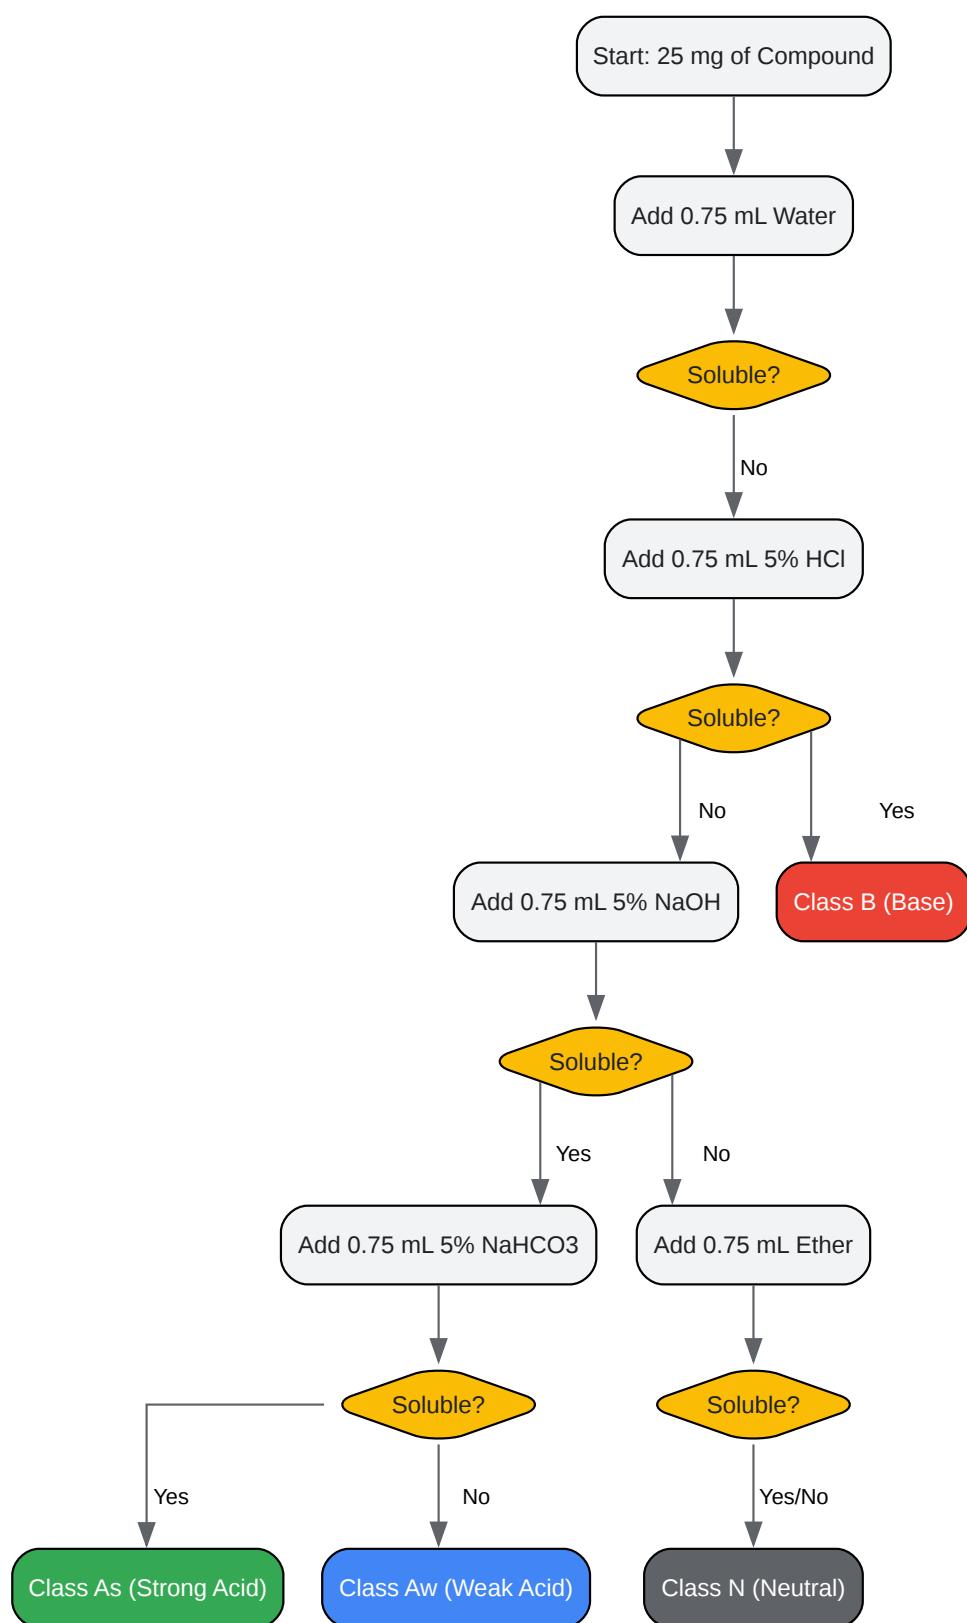 Start: 25 mg of Compound
Add 0.75 mL Water
Soluble?
No
Add 0.75 mL 5% HCl
Soluble?
No
Yes
Add 0.75 mL 5% NaOH
Class B (Base)
Soluble?
Yes
No
Add 0.75 mL 5% NaHCO3
Add 0.75 mL Ether
Soluble?
Soluble?
Yes
No
Yes/No
Class As (Strong Acid)
Class Aw (Weak Acid)
Class N (Neutral)